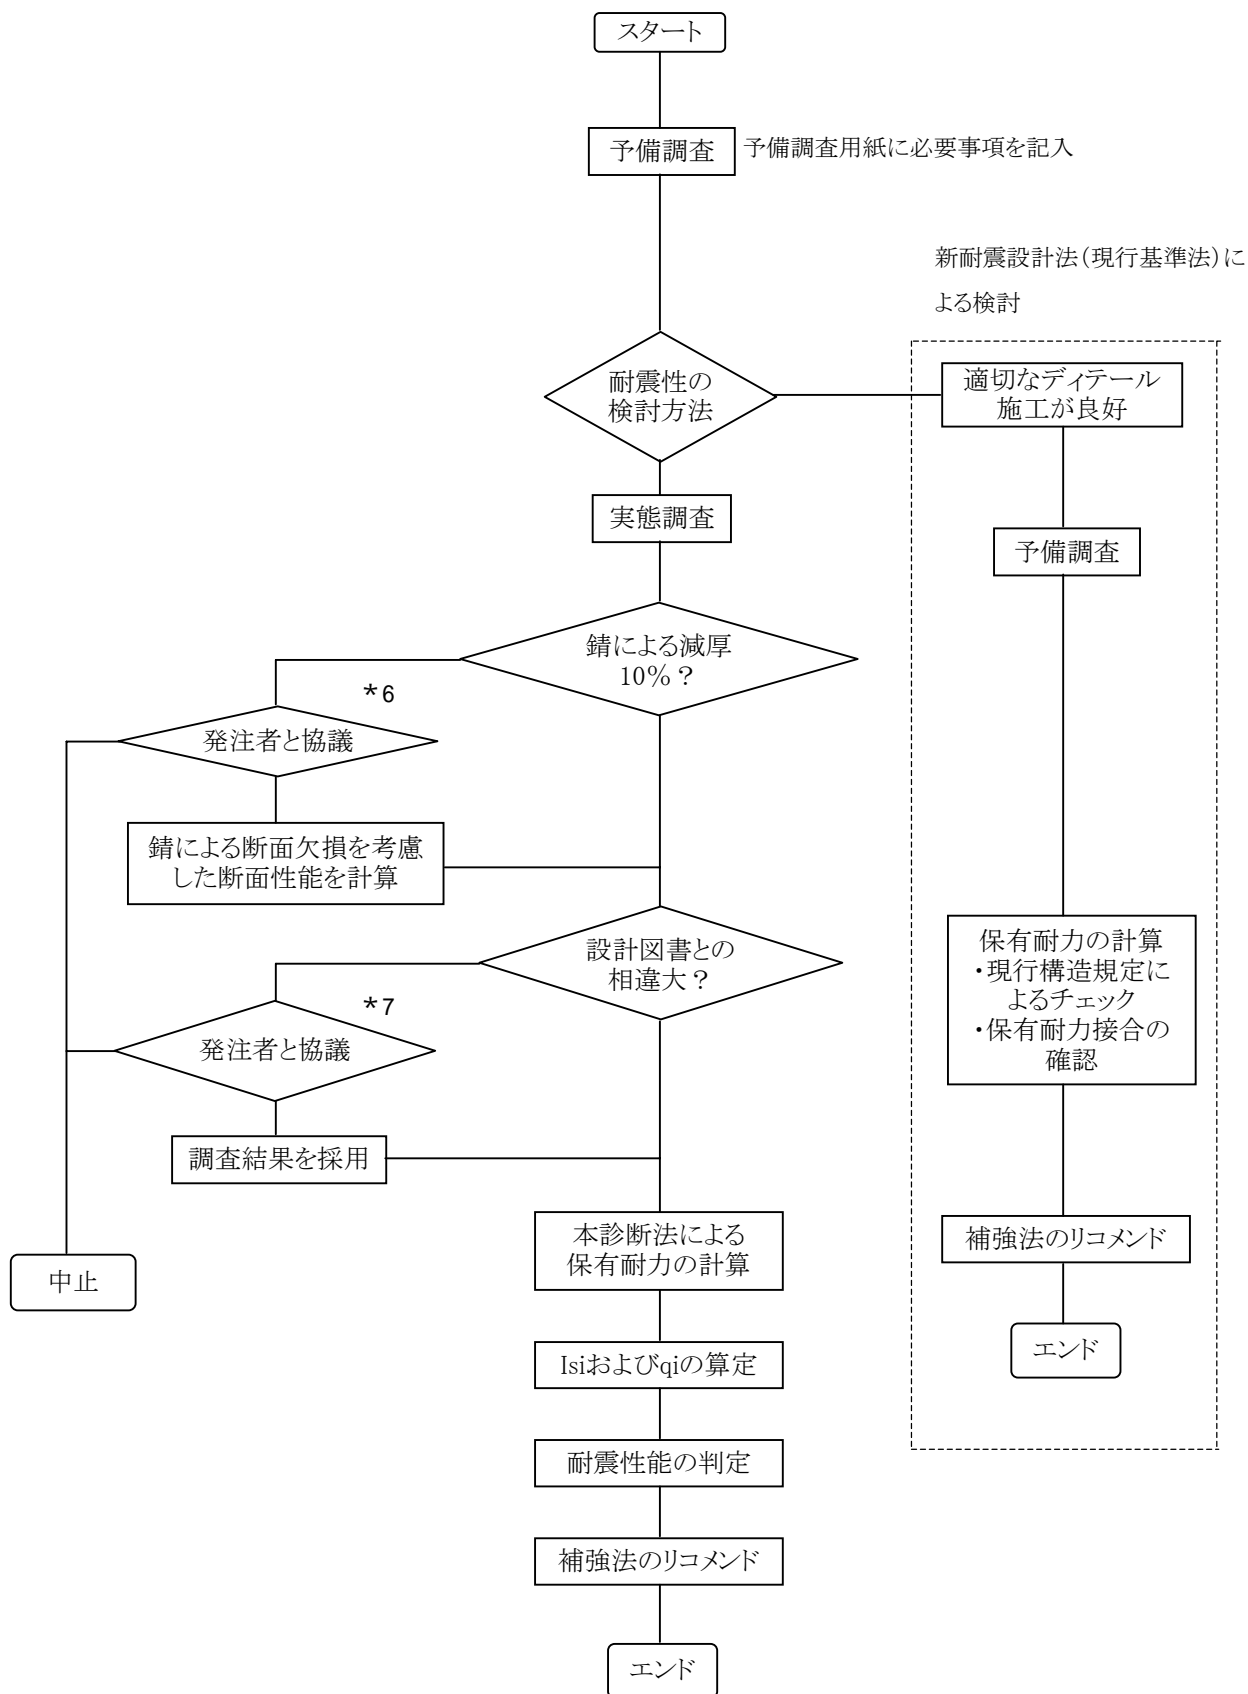 スタート
予備調査
予備調査用紙に必要事項を記入
新耐震設計法(現行基準法)に
よる検討
耐震性の
検討方法
適切なディテール
施工が良好
実態調査
予備調査
錆による減厚
10%?
*6
発注者と協議
錆による断面欠損を考慮
した断面性能を計算
設計図書との
相違大?
保有耐力の計算
・現行構造規定に
よるチェック
・保有耐力接合の
確認
*7
発注者と協議
調査結果を採用
本診断法による
保有耐力の計算
補強法のリコメンド
中止
エンド
Isiおよびqiの算定
耐震性能の判定
補強法のリコメンド
エンド